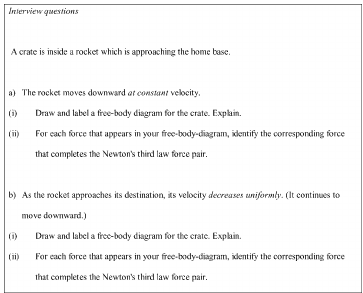 Interview questions
A crate is inside a rocket which is approaching the home base.
a) The rocket moves downward at constant velocity.
(i) Draw and label a free-body diagram for the crate. Explain.
(ii) For each force that appears in your free-body-diagram, identify the corresponding force
that completes the Newton's third law force pair.
b) As the rocket approaches its destination, its velocity decreases uniformly. (It continues to
move downward.)
(i) Draw and label a free-body diagram for the crate. Explain.
(ii) For each force that appears in your free-body-diagram, identify the corresponding force
that completes the Newton's third law force pair.